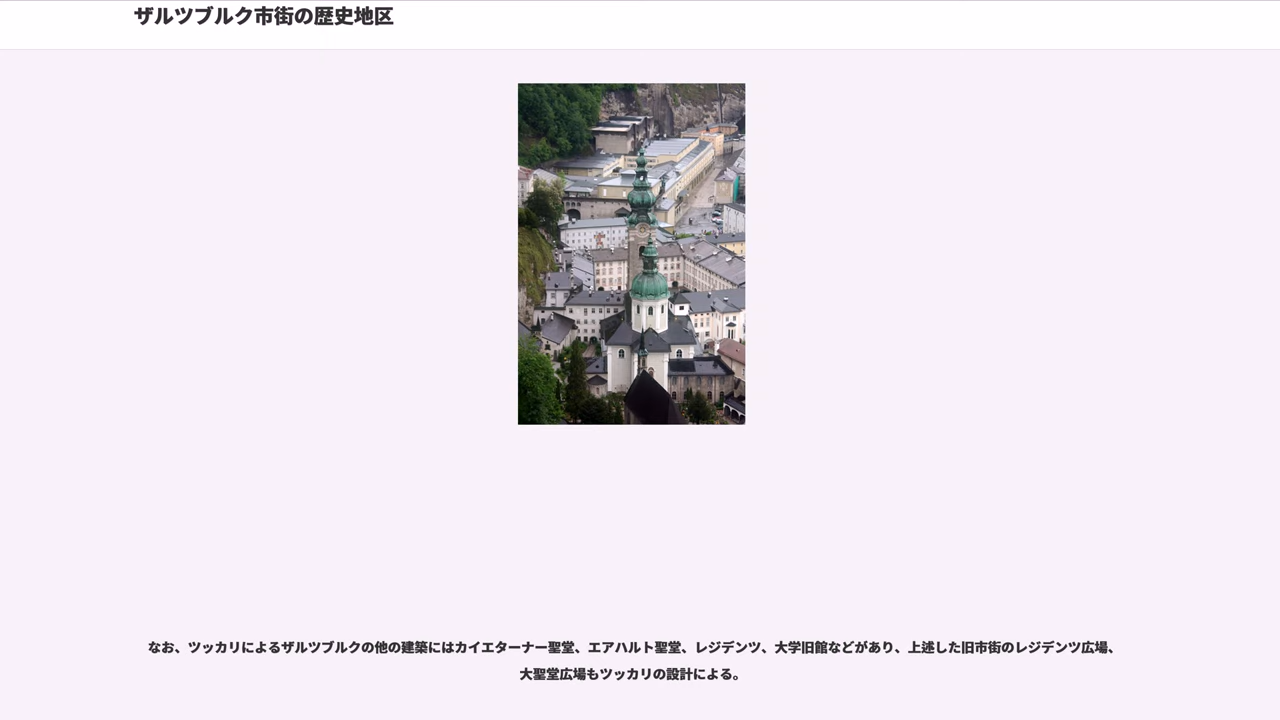 ザルツブルク市街の歴史地区
なお、ツッカリによるザルツブルクの他の建築にはカイエターナー聖堂、エアハルト聖堂、レジデンツ、大学旧館などがあり、上述した旧市街のレジデンツ広場、
大聖堂広場もツッカリの設計による。